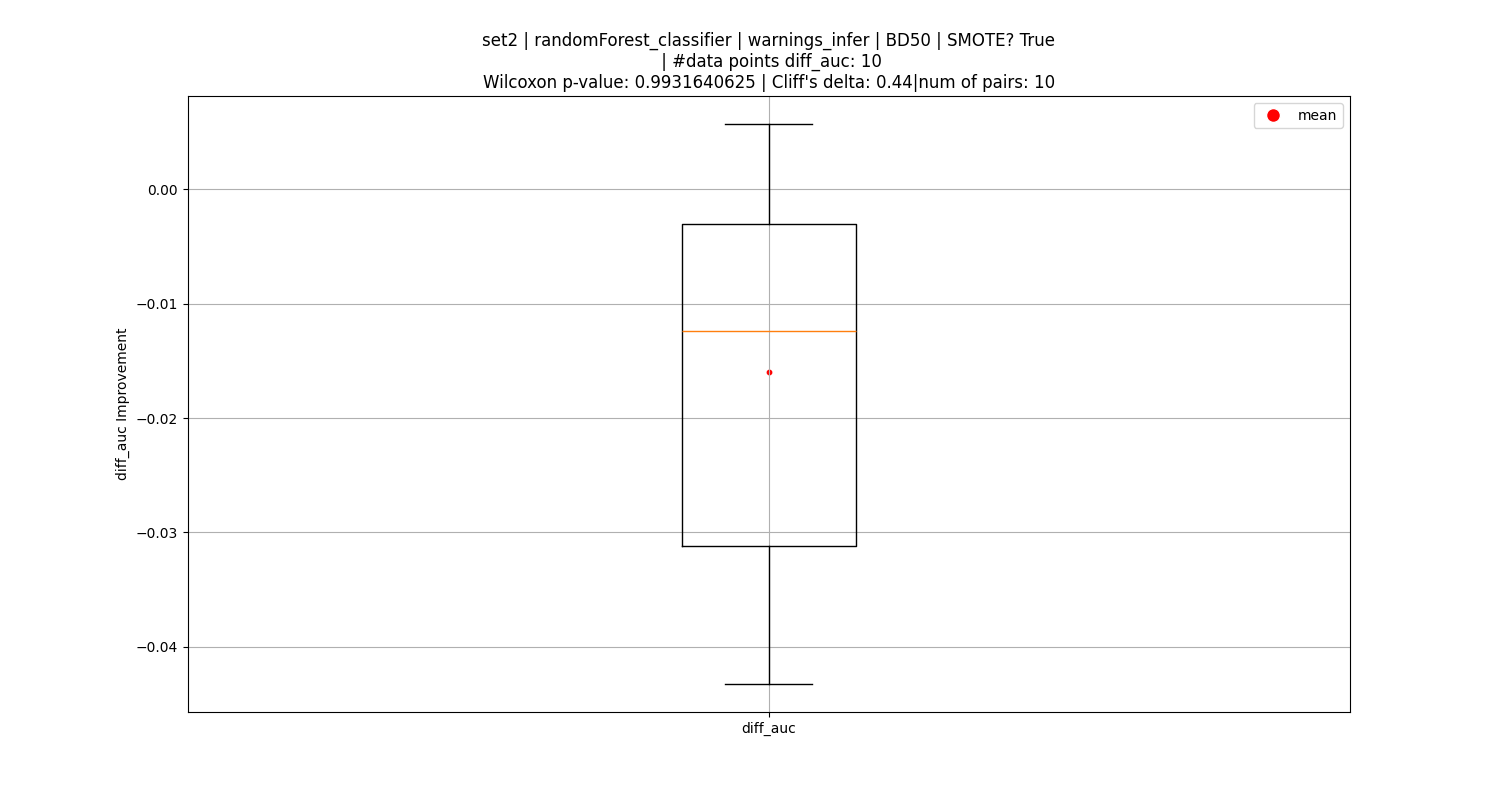 set2 | randomForest_classifier | warnings_infer | BD50 | SMOTE? True
| #data points diff_auc: 10
Wilcoxon p-value: 0.9931640625 | Cliff's delta: 0.44|num of pairs: 10
mean
0.00
−0.01
−0.02
−0.03
−0.04
diff_auc Improvement
diff_auc